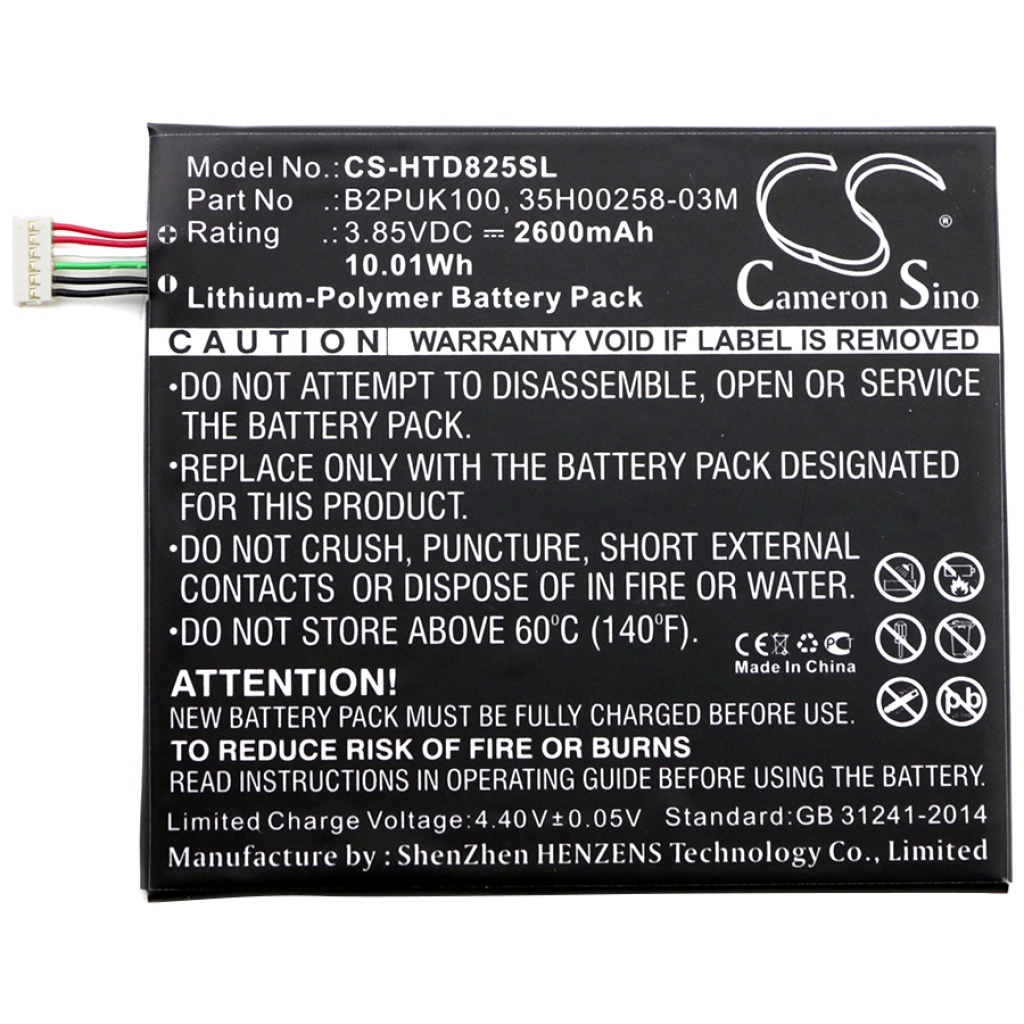 Model No.:CS-HTD825SL
Part No .:B2PUK100, 35H00258-03M
Rating .:3.85VDC ⎓ 2600mAh
10.01Wh
Lithium-Polymer Battery Pack
CS ®
Cameron Sino
CAUTION WARRANTY VOID IF LABEL IS REMOVED
•DO NOT ATTEMPT TO DISASSEMBLE, OPEN OR SERVICE
THE BATTERY PACK.
•REPLACE ONLY WITH THE BATTERY PACK DESIGNATED
FOR THIS PRODUCT.
•DO NOT CRUSH, PUNCTURE, SHORT EXTERNAL
CONTACTS OR DISPOSE OF IN FIRE OR WATER.
•DO NOT STORE ABOVE 60°C (140°F).
CE
Made In China
Pb
ATTENTION!
NEW BATTERY PACK MUST BE FULLY CHARGED BEFORE USE.
TO REDUCE RISK OF FIRE OR BURNS
READ INSTRUCTIONS OF OPERATING GUIDE BEFORE USING THE BATTERY.
Limited Charge Voltage:4.40V±0.05V Standard:GB 31241-2014
Manufacturing by : ShenZhen HENZENS Technology Co., Limited